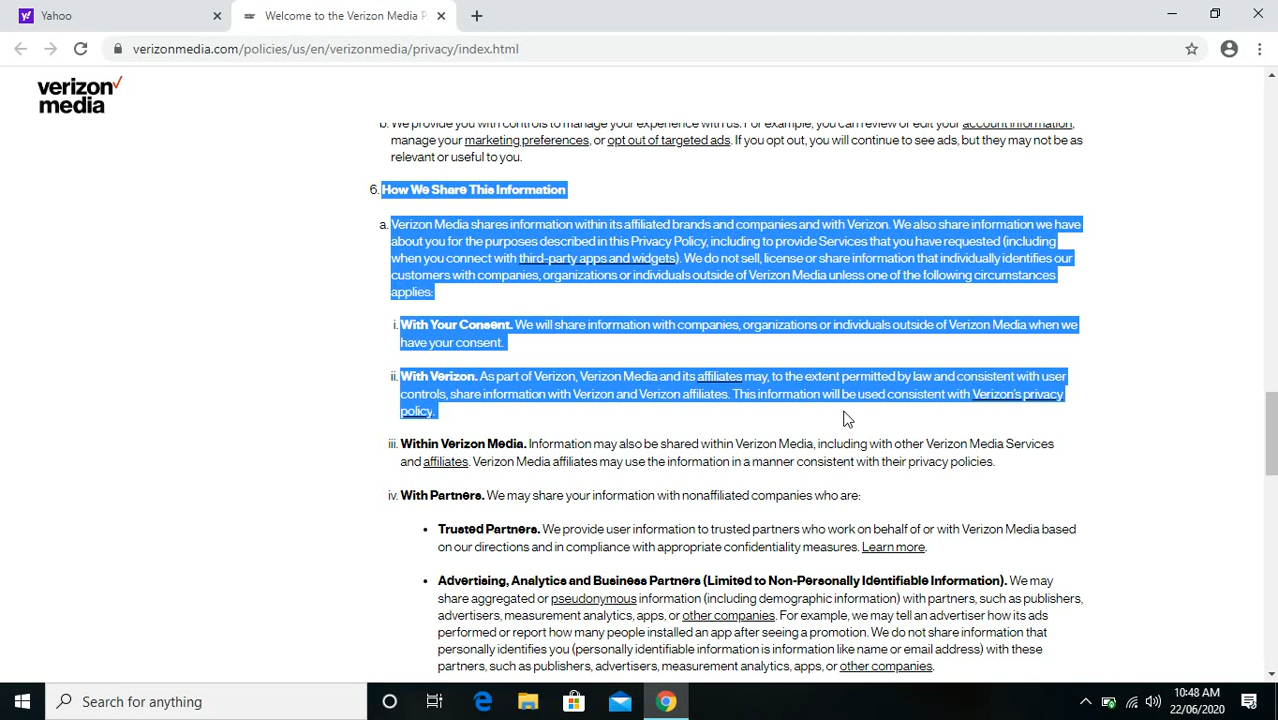 Yahoo
Welcome to the Verizon Media P
verizonmedia.com/policies/us/en/verizonmedia/privacy/index.html
verizon
media
b. We provide you with controls to manage your experience with us. For example, you can review or edit your account information,
manage your marketing preferences, or opt out of targeted ads. If you opt out, you will continue to see ads, but they may not be as
relevant or useful to you.
6. How We Share This Information
a. Verizon Media shares information within its affiliated brands and companies and with Verizon. We also share information we have
about you for the purposes described in this Privacy Policy, including to provide Services that you have requested (including
when you connect with third-party apps and widgets). We do not sell, license or share information that individually identifies our
customers with companies, organizations or individuals outside of Verizon Media unless one of the following circumstances
applies:
i. With Your Consent. We will share information with companies, organizations or individuals outside of Verizon Media when we
have your consent.
ii. With Verizon. As part of Verizon, Verizon Media and its affiliates may, to the extent permitted by law and consistent with user
controls, share information with Verizon and Verizon affiliates. This information will be used consistent with Verizon's privacy
policy.
iii. Within Verizon Media. Information may also be shared within Verizon Media, including with other Verizon Media Services
and affiliates. Verizon Media affiliates may use the information in a manner consistent with their privacy policies.
iv. With Partners. We may share your information with nonaffiliated companies who are:
• Trusted Partners. We provide user information to trusted partners who work on behalf of or with Verizon Media based
on our directions and in compliance with appropriate confidentiality measures. Learn more.
• Advertising, Analytics and Business Partners (Limited to Non-Personally Identifiable Information). We may
share aggregated or pseudonymous information (including demographic information) with partners, such as publishers,
advertisers, measurement analytics, apps, or other companies. For example, we may tell an advertiser how its ads
performed or report how many people installed an app after seeing a promotion. We do not share information that
personally identifies you (personally identifiable information is information like name or email address) with these
partners, such as publishers, advertisers, measurement analytics, apps, or other companies.
Search for anything
10:48 AM
22/06/2020